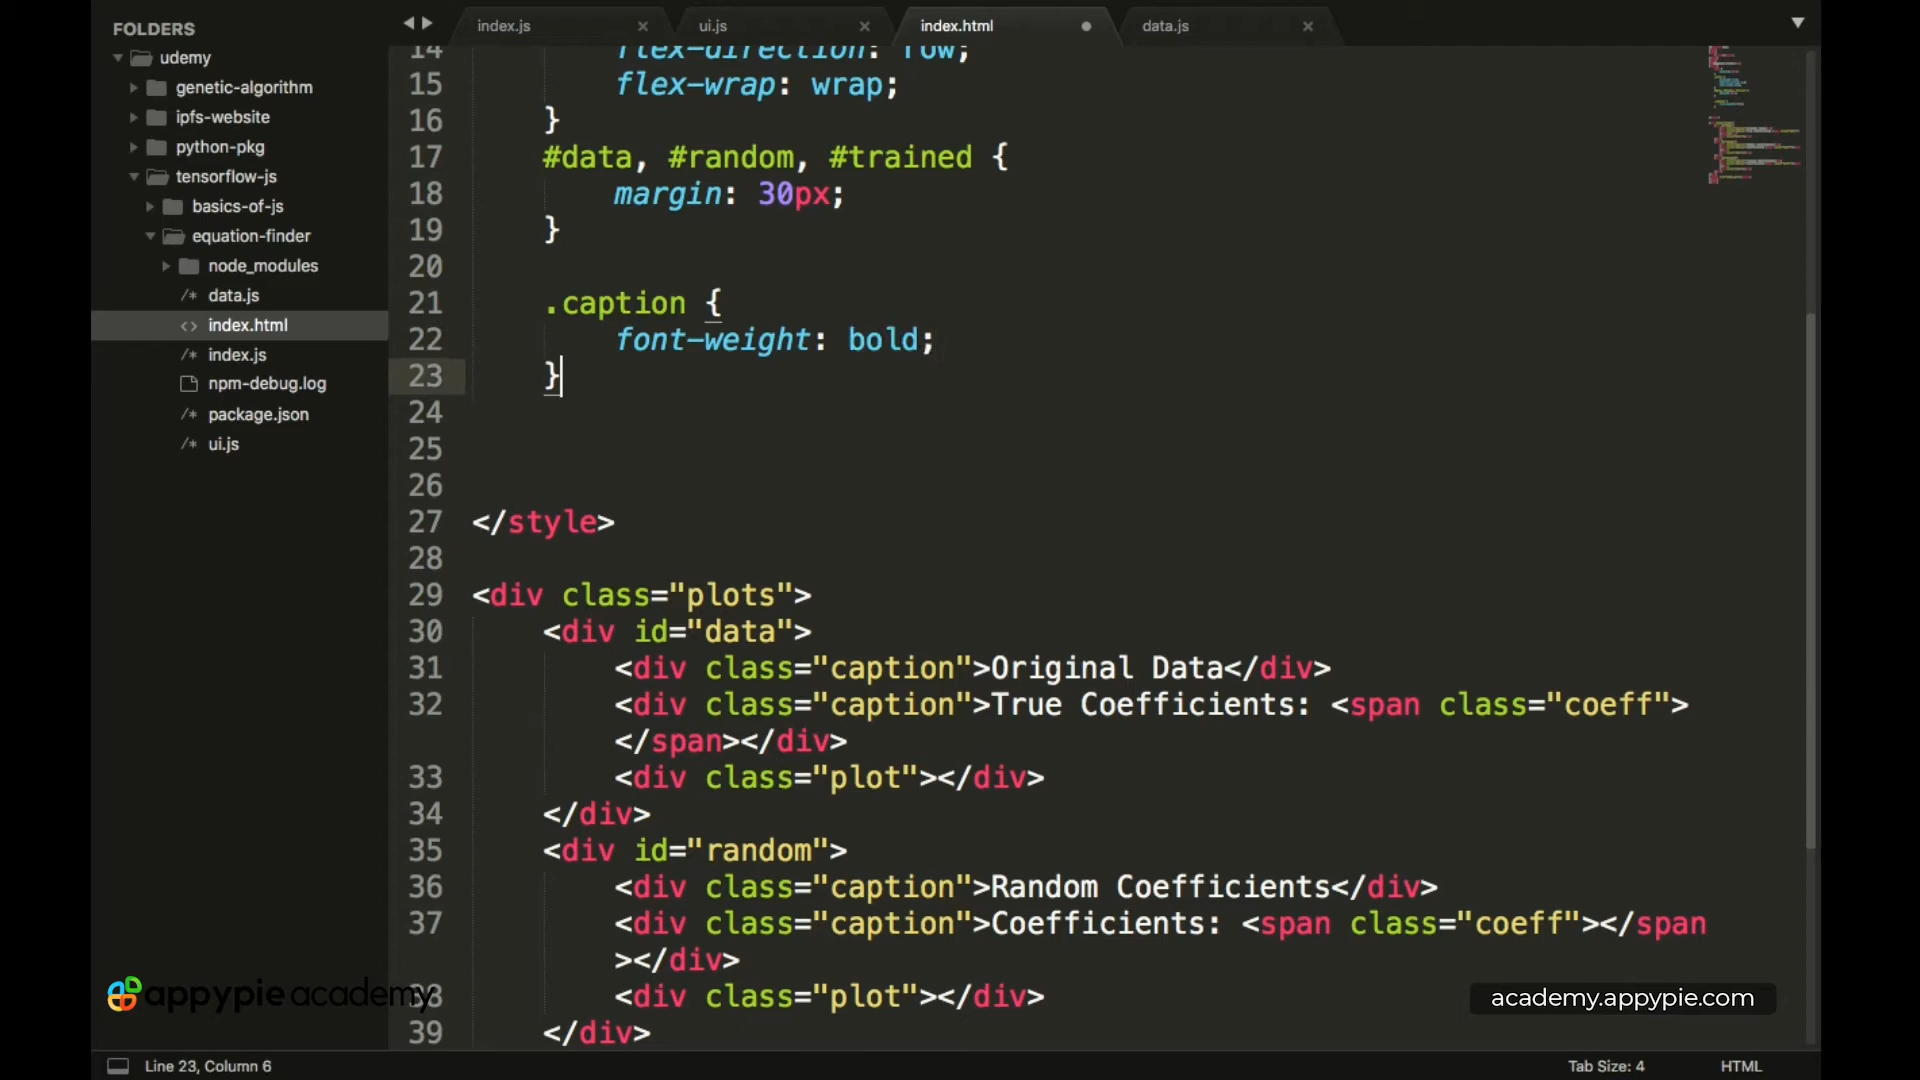 FOLDERS
udemy
genetic-algorithm
ipfs-website
python-pkg
tensorflow-js
basics-of-js
equation-finder
node_modules
/* data.js
<> index.html
/* index.js
npm-debug.log
/* package.json
/* ui.js
index.js ×
ui.js ×
index.html
data.js ×
14 flex-direction: row;
15 flex-wrap: wrap;
16 }
17 #data, #random, #trained {
18 margin: 30px;
19 }
20
21 .caption {
22 font-weight: bold;
23 }
24
25
26
27 </style>
28
29 <div class="plots">
30 <div id="data">
31 <div class="caption">Original Data</div>
32 <div class="caption">True Coefficients: <span class="coeff">
</span></div>
33 <div class="plot"></div>
34 </div>
35 <div id="random">
36 <div class="caption">Random Coefficients</div>
37 <div class="caption">Coefficients: <span class="coeff"></span
></div>
38 <div class="plot"></div>
39 </div>
appypie academy
academy.appypie.com
Line 23, Column 6
Tab Size: 4
HTML